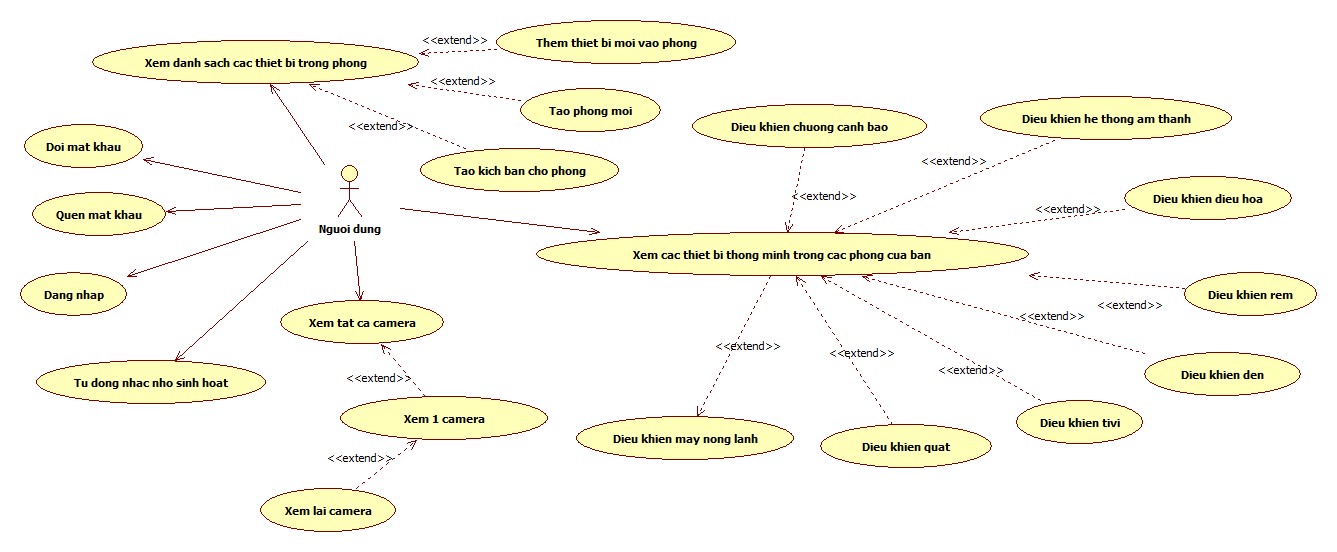 <<extend>>
Them thiet bi moi vao phong
Xem danh sach cac thiet bi trong phong
<<extend>>
Tao phong moi
Dieu khien he thong am thanh
<<extend>>
Dieu khien chuong canh bao
Doi mat khau
<<extend>>
Tao kich ban cho phong
<<extend>>
Dieu khien dieu hoa
Quen mat khau
<<extend>>
<<extend>>
Nguoi dung
Xem cac thiet bi thong minh trong cac phong cua ban
Dang nhap
Dieu khien rem
<<extend>>
<<extend>>
Xem tat ca camera
<<extend>>
<<extend>>
<<extend>>
Dieu khien den
Tu dong nhac nho sinh hoat
<<extend>>
Xem 1 camera
Dieu khien tivi
Dieu khien may nong lanh
Dieu khien quat
<<extend>>
Xem lai camera